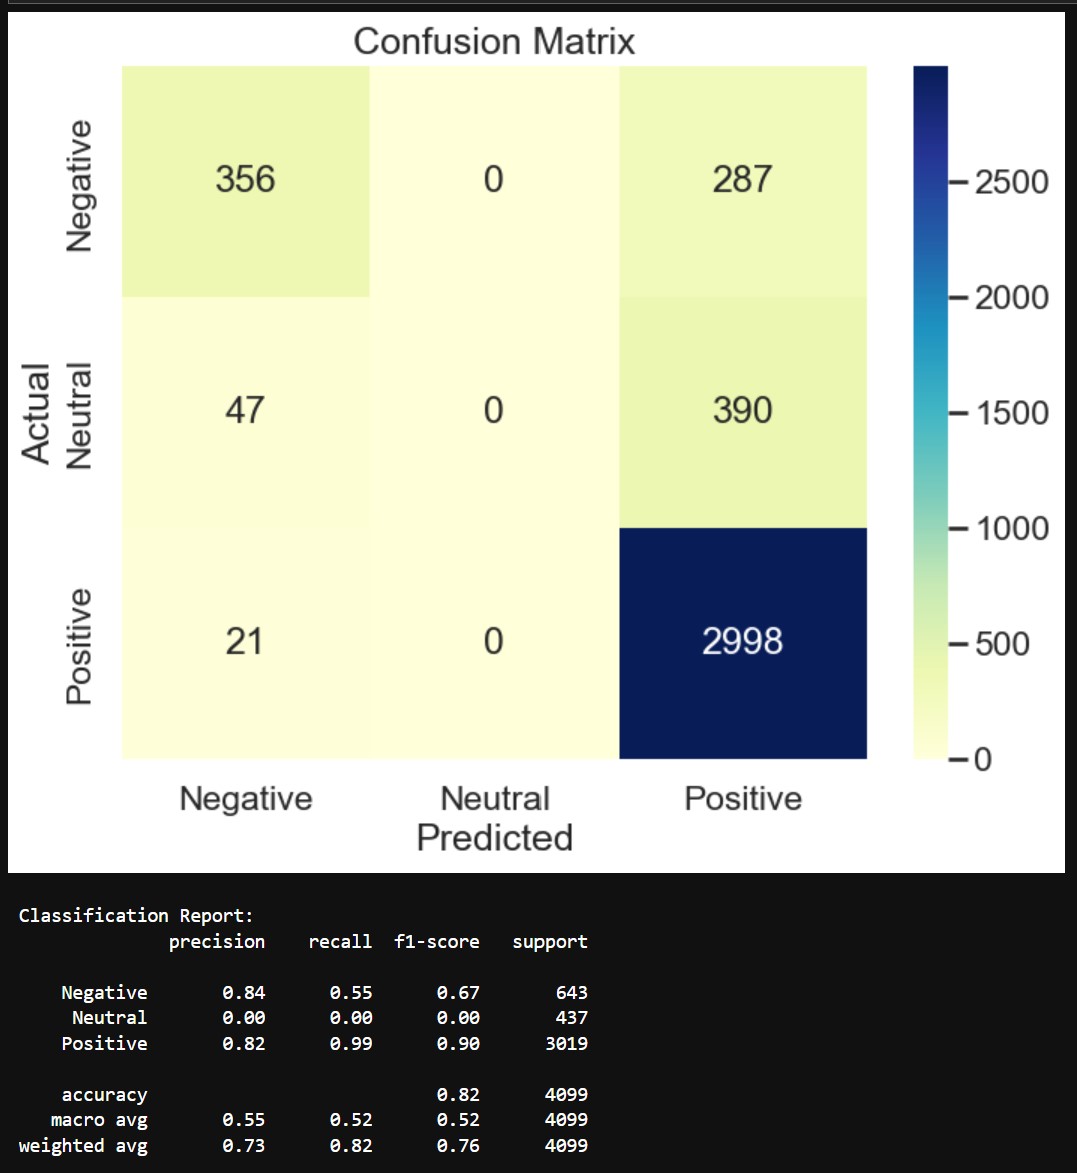 Confusion Matrix
Negative
356
0
287
2500
2000
Actual
Neutral
47
0
390
1500
1000
Positive
21
0
2998
500
0
Negative
Neutral
Positive
Predicted
Classification Report:
precision recall f1-score support
Negative 0.84 0.55 0.67 643
Neutral 0.00 0.00 0.00 437
Positive 0.82 0.99 0.90 3019
accuracy 0.82 4099
macro avg 0.55 0.52 0.52 4099
weighted avg 0.73 0.82 0.76 4099